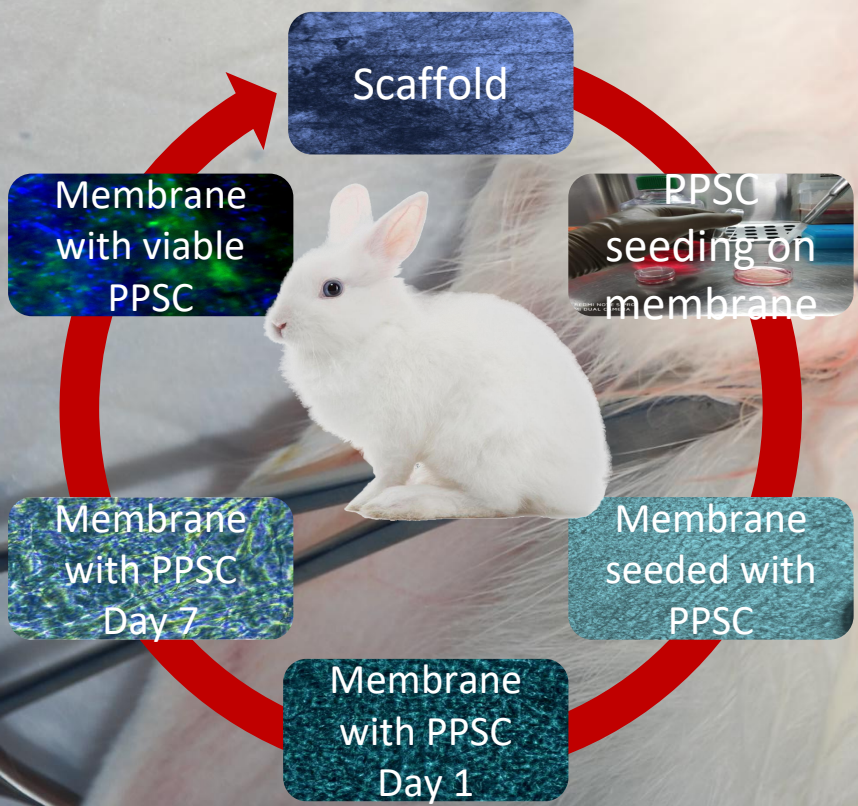 Scaffold
PPSC
seeding on
membrane
Membrane
seeded with
PPSC
Membrane
with PPSC
Day 1
Membrane
with PPSC
Day 7
Membrane
with viable
PPSC